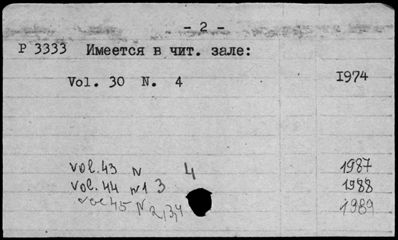 - 2 -
P 3333 Имеется в чит. зале:
Vol. 30 N. 4 1974
vol.43 N 4 1987
vol.44 N1 3 1988
vol 45 N 2,3,4 1989